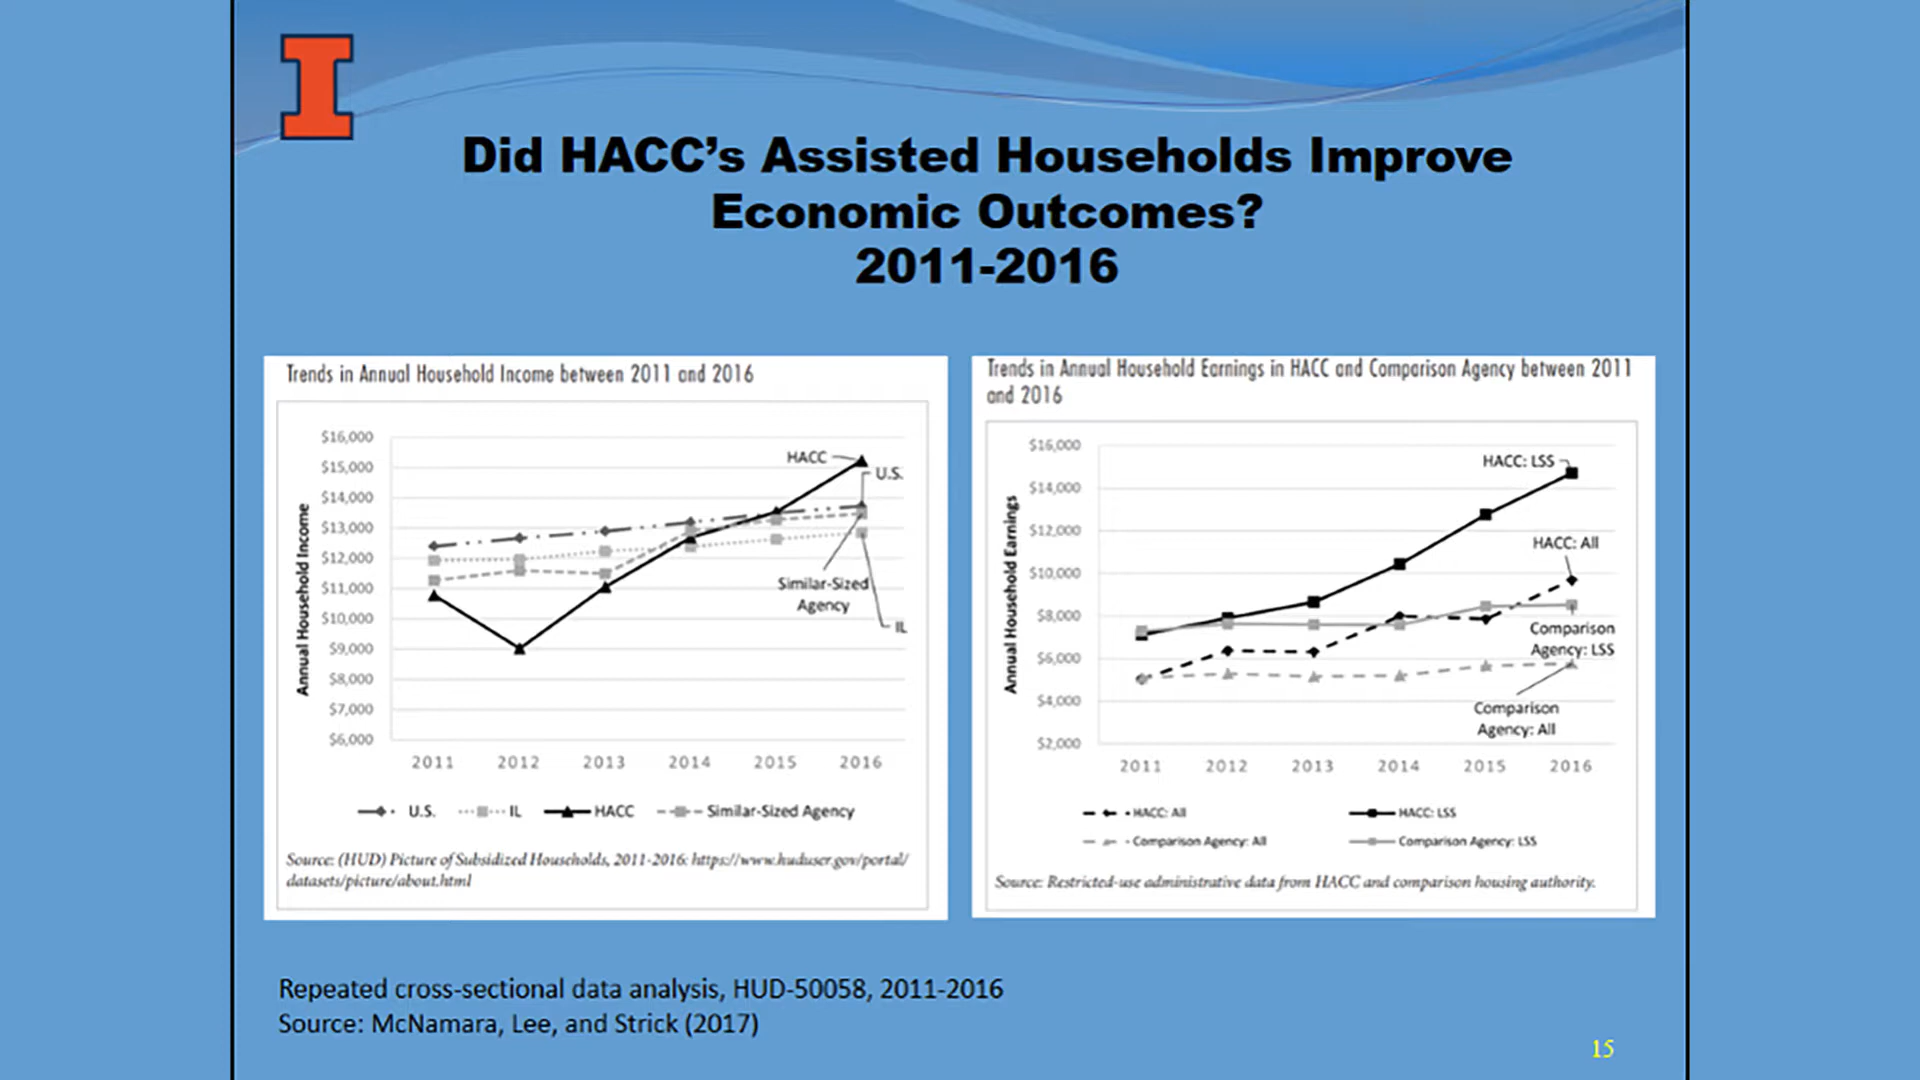 I
Did HACC’s Assisted Households Improve
Economic Outcomes?
2011-2016
Trends in Annual Household Income between 2011 and 2016
$16,000
$15,000
$14,000
$13,000
$12,000
$11,000
$10,000
$9,000
$8,000
$7,000
$6,000
Annual Household Income
HACC
U.S.
Similar-Sized
Agency
IL
2011 2012 2013 2014 2015 2016
U.S. IL HACC Similar-Sized Agency
Source: (HUD) Picture of Subsidized Households, 2011-2016: https://www.huduser.gov/portal/
datasets/picture/about.html
Trends in Annual Household Earnings in HACC and Comparison Agency between 2011
and 2016
$16,000
$14,000
$12,000
$10,000
$8,000
$6,000
$4,000
$2,000
Annual Household Earnings
HACC: LSS
HACC: All
Comparison
Agency: LSS
Comparison
Agency: All
2011 2012 2013 2014 2015 2016
HACC: All HACC: LSS
Comparison Agency: All Comparison Agency: LSS
Source: Restricted-use administrative data from HACC and comparison housing authority.
Repeated cross-sectional data analysis, HUD-50058, 2011-2016
Source: McNamara, Lee, and Strick (2017)
15